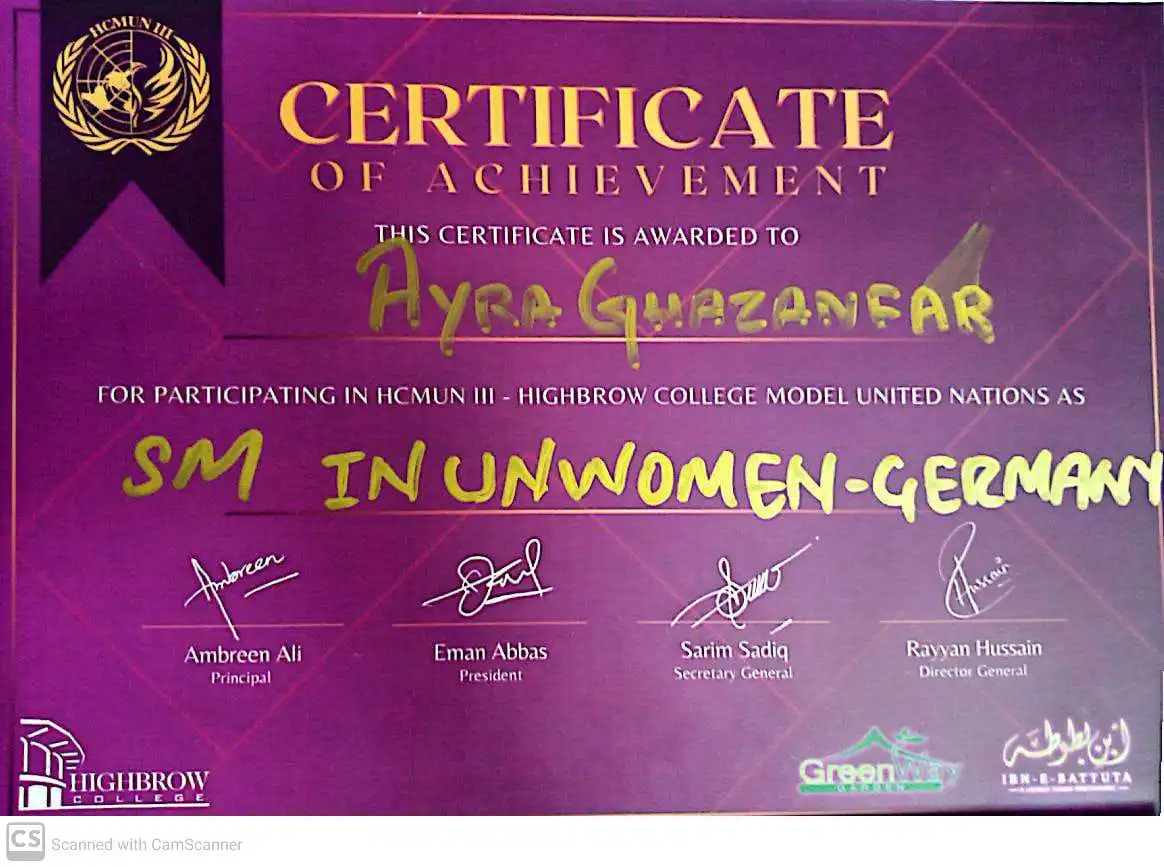 HCMUN III
CERTIFICATE
OF ACHIEVEMENT
THIS CERTIFICATE IS AWARDED TO
AYRA GHAZANFAR
FOR PARTICIPATING IN HCMUN III - HIGHBROW COLLEGE MODEL UNITED NATIONS AS
SM IN UNWOMEN-GERMANY
Ambreen
Hussain
Ambreen Ali
Eman Abbas
Sarim Sadiq
Rayyan Hussain
Principal
President
Secretary General
Director General
HIGHBROW
COLLEGE
GreenWay
GARDEN
ابن بطوطہ
IBN-E-BATTUTA
CS Scanned with CamScanner